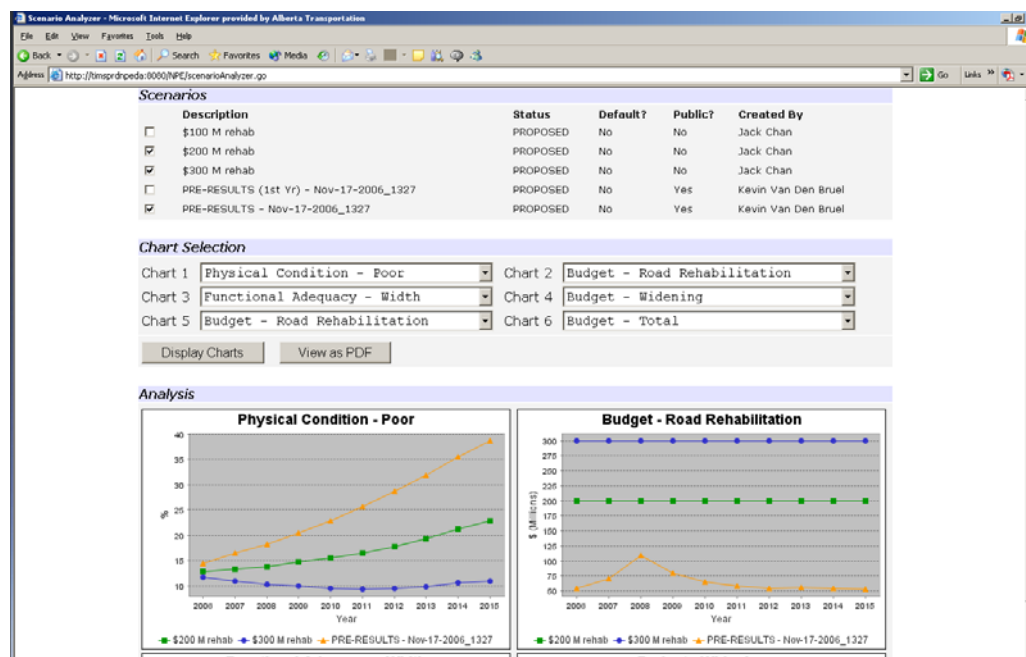 Scenario Analyzer - Microsoft Internet Explorer provided by Alberta Transportation
File Edit View Favorites Tools Help
Back Search Favorites Media
Address http://timsprdnpeda:8080/NPE/scenarioAnalyzer.go Go Links »
Scenarios
Description Status Default? Public? Created By
$100 M rehab PROPOSED No No Jack Chan
$200 M rehab PROPOSED No No Jack Chan
$300 M rehab PROPOSED No No Jack Chan
PRE-RESULTS (1st Yr) - Nov-17-2006_1327 PROPOSED No Yes Kevin Van Den Bruel
PRE-RESULTS - Nov-17-2006_1327 PROPOSED No Yes Kevin Van Den Bruel
Chart Selection
Chart 1 Physical Condition - Poor Chart 2 Budget - Road Rehabilitation
Chart 3 Functional Adequacy - Width Chart 4 Budget - Widening
Chart 5 Budget - Road Rehabilitation Chart 6 Budget - Total
Display Charts View as PDF
Analysis
Physical Condition - Poor
40
35
30
25
20
15
10
%
2006 2007 2008 2009 2010 2011 2012 2013 2014 2015
Year
$200 M rehab $300 M rehab PRE-RESULTS - Nov-17-2006_1327
Budget - Road Rehabilitation
300
275
250
225
200
175
150
125
100
75
50
$ (Millions)
2006 2007 2008 2009 2010 2011 2012 2013 2014 2015
Year
$200 M rehab $300 M rehab PRE-RESULTS - Nov-17-2006_1327